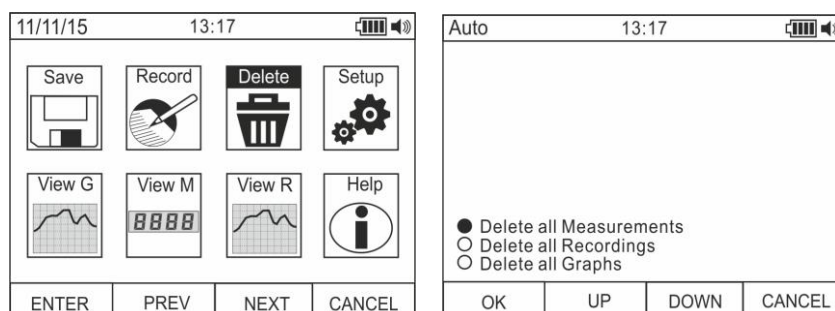 11/11/15 13:17
Save Record Delete Setup
View G View M View R Help
8888
ENTER PREV NEXT CANCEL
Auto 13:17
Delete all Measurements
Delete all Recordings
Delete all Graphs
OK UP DOWN CANCEL